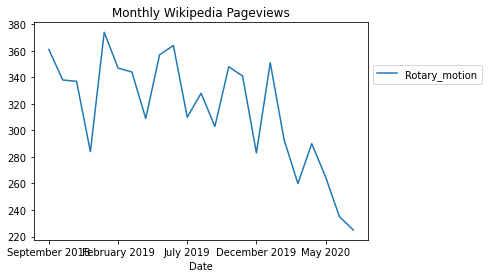 Monthly Wikipedia Pageviews
380
360
340
320
300
280
260
240
220
Rotary_motion
September 2018 February 2019 July 2019 December 2019 May 2020
Date